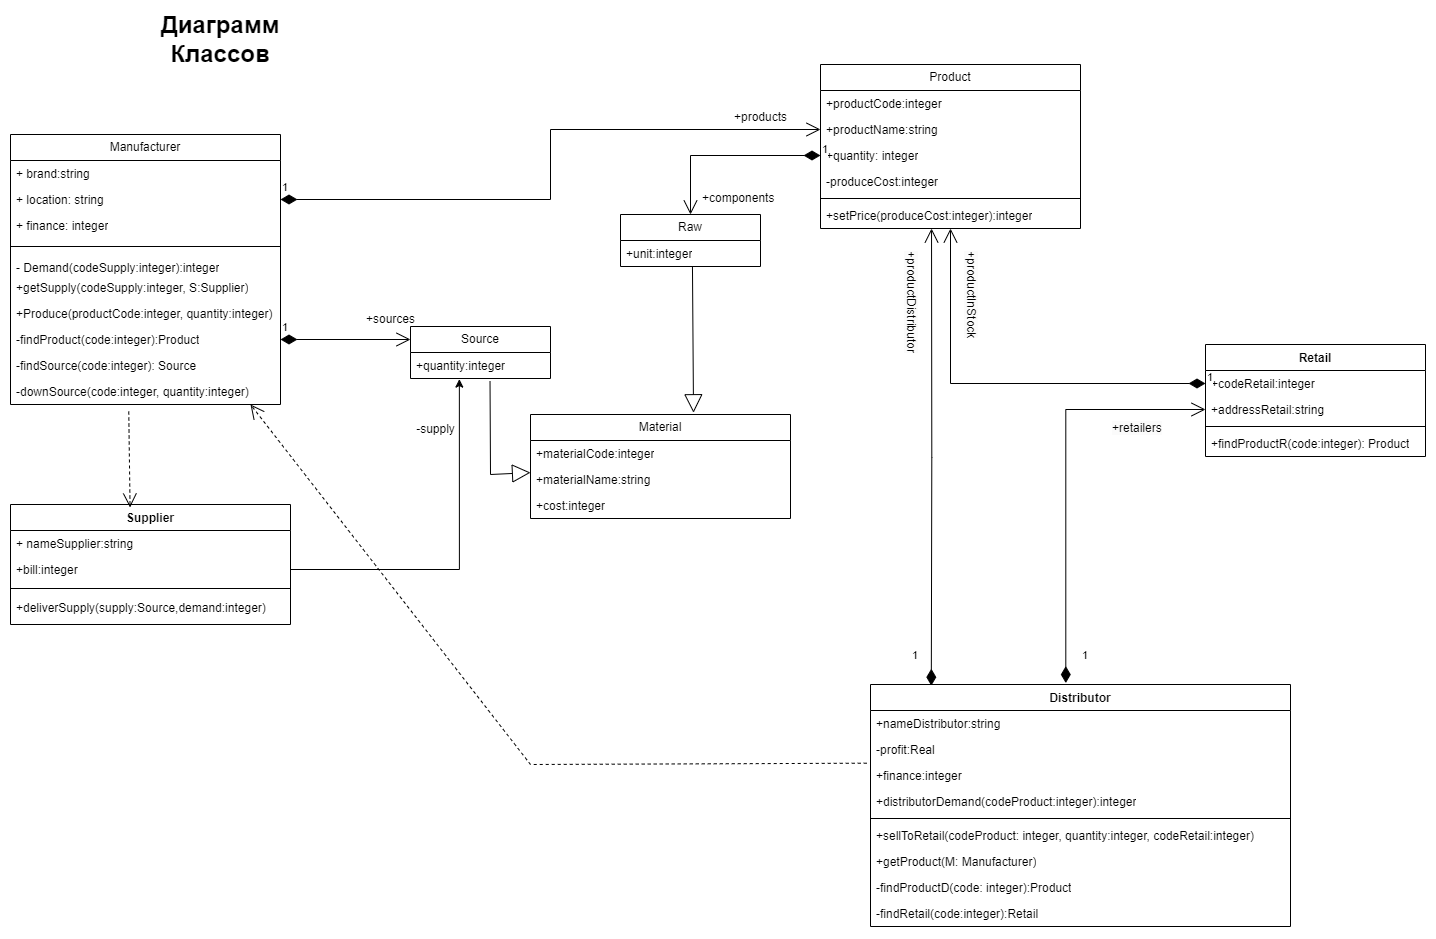 Диаграмм
Классов
Product
+productCode:integer
+productName:string
+quantity: integer
-produceCost:integer
+setPrice(produceCost:integer):integer
+products
1
Manufacturer
+ brand:string
+ location: string
+ finance: integer
- Demand(codeSupply:integer):integer
+getSupply(codeSupply:integer, S:Supplier)
+Produce(productCode:integer, quantity:integer)
-findProduct(code:integer):Product
-findSource(code:integer): Source
-downSource(code:integer, quantity:integer)
1
1
+components
Raw
+unit:integer
+sources
Source
+quantity:integer
-supply
Material
+materialCode:integer
+materialName:string
+cost:integer
+productDistributor
+productInStock
Retail
1
+codeRetail:integer
+addressRetail:string
+findProductR(code:integer): Product
+retailers
Supplier
+ nameSupplier:string
+bill:integer
+deliverSupply(supply:Source,demand:integer)
1
1
Distributor
+nameDistributor:string
-profit:Real
+finance:integer
+distributorDemand(codeProduct:integer):integer
+sellToRetail(codeProduct: integer, quantity:integer, codeRetail:integer)
+getProduct(M: Manufacturer)
-findProductD(code: integer):Product
-findRetail(code:integer):Retail